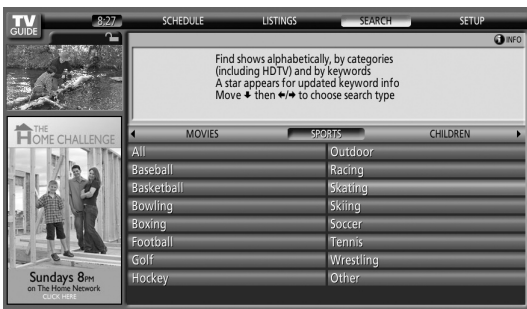 TV
GUIDE
8:27
SCHEDULE
LISTINGS
SEARCH
SETUP
i INFO
Find shows alphabetically, by categories
(including HDTV) and by keywords
A star appears for updated keyword info
Move ↓ then ←/→ to choose search type
MOVIES
SPORTS
CHILDREN
All
Baseball
Basketball
Bowling
Boxing
Football
Golf
Hockey
Outdoor
Racing
Skating
Skiing
Soccer
Tennis
Wrestling
Other
THE
HOME CHALLENGE
Sundays 8PM
on The Home Network
CLICK HERE